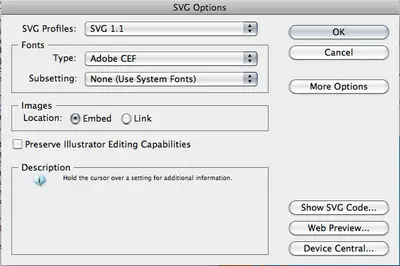 SVG Options
SVG Profiles: SVG 1.1
OK
Fonts
Cancel
Type: Adobe CEF
Subsetting: None (Use System Fonts)
More Options
Images
Location: Embed Link
Preserve Illustrator Editing Capabilities
Description
Hold the cursor over a setting for additional information.
Show SVG Code...
Web Preview...
Device Central...